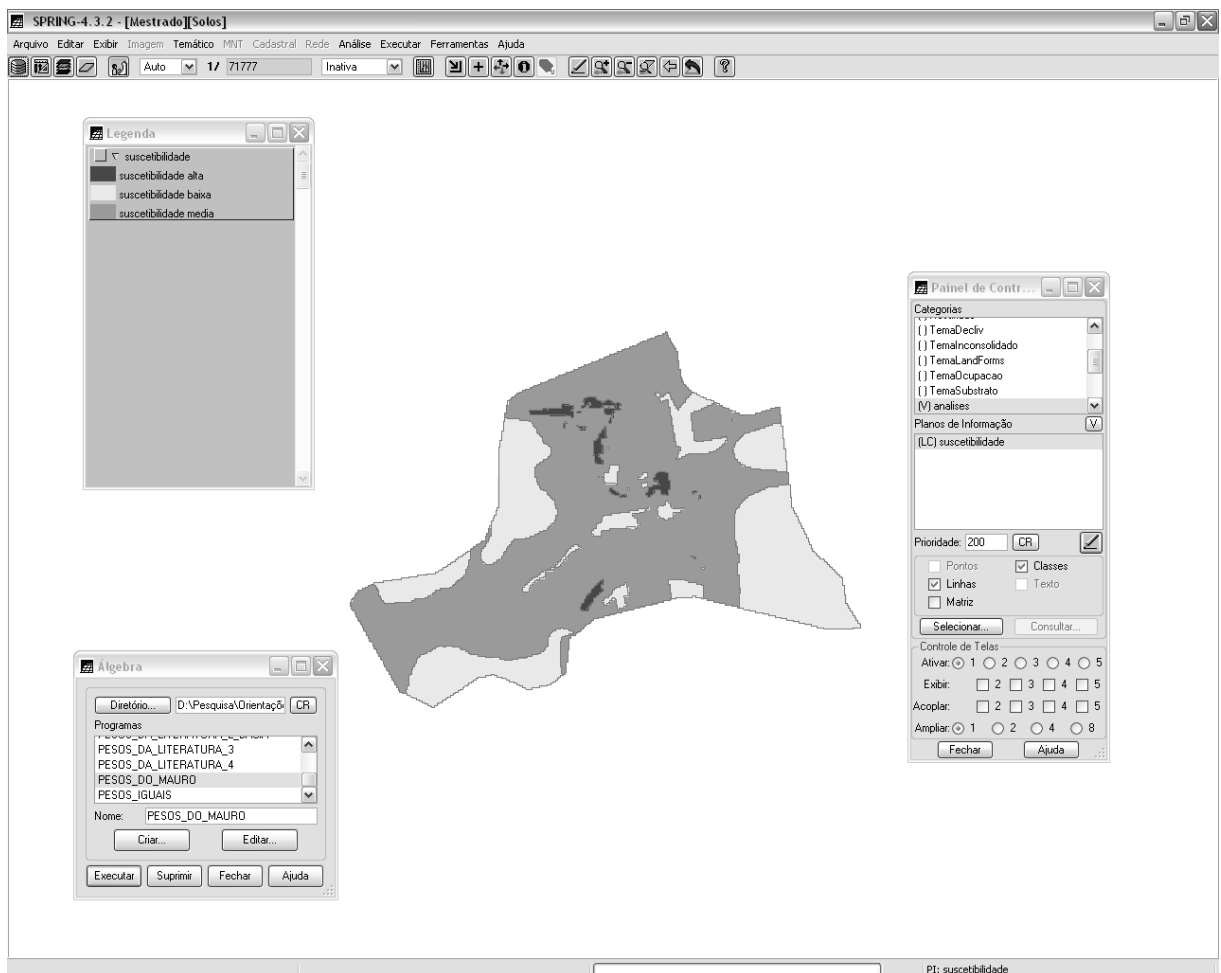 SPRING-4.3.2 - [Mestrado][Solos]
Arquivo Editar Exibir Imagem Temático MNT Cadastral Rede Análise Executar Ferramentas Ajuda
Auto 1/ 71777 Inativa
Legenda
suscetibilidade
suscetibilidade alta
suscetibilidade baixa
suscetibilidade media
Painel de Contr...
Categorias
( ) TemaDecliv
( ) TemaInconsolidado
( ) TemaLandForms
( ) TemaOcupacao
( ) TemaSubstrato
(V) analises
Planos de Informação V
(LC) suscetibilidade
Prioridade: 200 CR
Pontos Classes
Linhas Texto
Matriz
Selecionar... Consultar...
Controle de Telas
Ativar: 1 2 3 4 5
Exibir: 2 3 4 5
Acoplar: 2 3 4 5
Ampliar: 1 2 4 8
Fechar Ajuda
Álgebra
Diretório... D:\Pesquisa\Orientaçõ CR
Programas
PESOS_DA_LITERATURA_3
PESOS_DA_LITERATURA_4
PESOS_DO_MAURO
PESOS_IGUAIS
Nome: PESOS_DO_MAURO
Criar... Editar...
Executar Suprimir Fechar Ajuda
PI: suscetibilidade